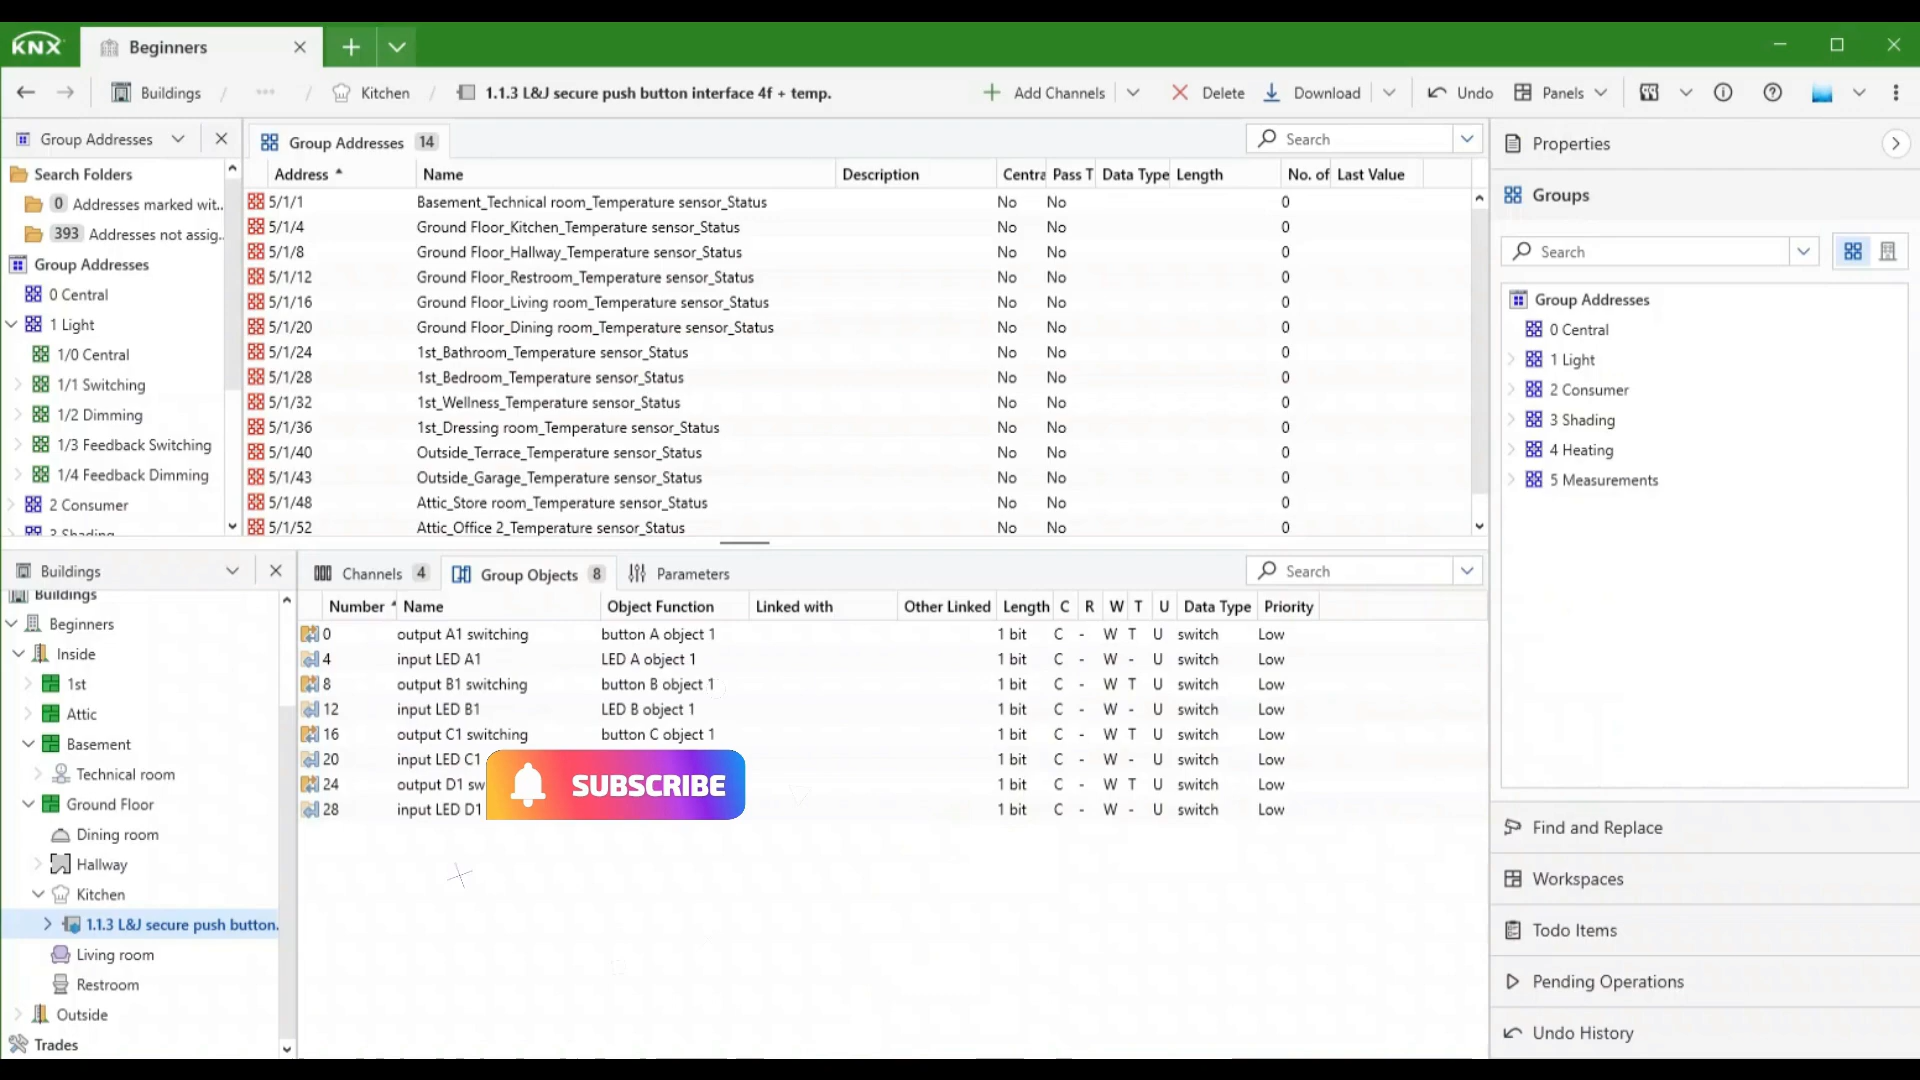 KNX Beginners
Buildings / ··· / Kitchen / 1.1.3 L&J secure push button interface 4f + temp. Add Channels Delete Download Undo Panels
Group Addresses
Search Folders
0 Addresses marked wit..
393 Addresses not assig..
Group Addresses
0 Central
1 Light
1/0 Central
1/1 Switching
1/2 Dimming
1/3 Feedback Switching
1/4 Feedback Dimming
2 Consumer
3 Shading
Group Addresses 14 Search
Address Name Description Centra Pass T Data Type Length No. of Last Value
5/1/1 Basement_Technical room_Temperature sensor_Status No No 0
5/1/4 Ground Floor_Kitchen_Temperature sensor_Status No No 0
5/1/8 Ground Floor_Hallway_Temperature sensor_Status No No 0
5/1/12 Ground Floor_Restroom_Temperature sensor_Status No No 0
5/1/16 Ground Floor_Living room_Temperature sensor_Status No No 0
5/1/20 Ground Floor_Dining room_Temperature sensor_Status No No 0
5/1/24 1st_Bathroom_Temperature sensor_Status No No 0
5/1/28 1st_Bedroom_Temperature sensor_Status No No 0
5/1/32 1st_Wellness_Temperature sensor_Status No No 0
5/1/36 1st_Dressing room_Temperature sensor_Status No No 0
5/1/40 Outside_Terrace_Temperature sensor_Status No No 0
5/1/43 Outside_Garage_Temperature sensor_Status No No 0
5/1/48 Attic_Store room_Temperature sensor_Status No No 0
5/1/52 Attic_Office 2_Temperature sensor_Status No No 0
Buildings
Buildings
Beginners
Inside
1st
Attic
Basement
Technical room
Ground Floor
Dining room
Hallway
Kitchen
1.1.3 L&J secure push button.
Living room
Restroom
Outside
Trades
Channels 4 Group Objects 8 Parameters Search
Number Name Object Function Linked with Other Linked Length C R W T U Data Type Priority
0 output A1 switching button A object 1 1 bit C - W T U switch Low
4 input LED A1 LED A object 1 1 bit C - W - U switch Low
8 output B1 switching button B object 1 1 bit C - W T U switch Low
12 input LED B1 LED B object 1 1 bit C - W - U switch Low
16 output C1 switching button C object 1 1 bit C - W T U switch Low
20 input LED C1 1 bit C - W - U switch Low
24 output D1 sw 1 bit C - W T U switch Low
28 input LED D1 1 bit C - W - U switch Low
SUBSCRIBE
Properties
Groups
Search
Group Addresses
0 Central
1 Light
2 Consumer
3 Shading
4 Heating
5 Measurements
Find and Replace
Workspaces
Todo Items
Pending Operations
Undo History